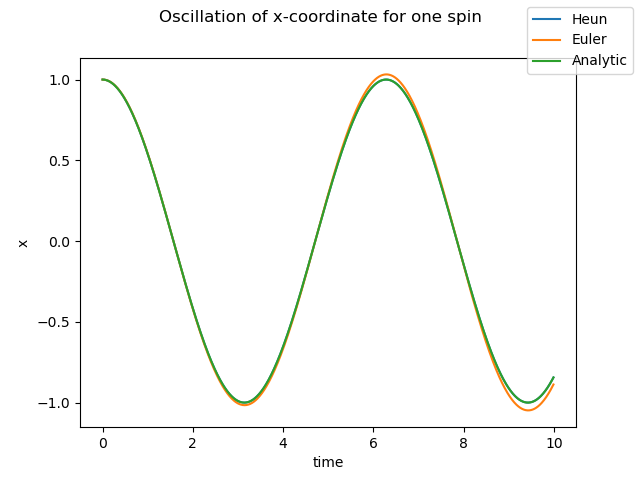 Oscillation of x-coordinate for one spin
Heun
Euler
Analytic
1.0
0.5
0.0
−0.5
−1.0
x
0 2 4 6 8 10
time